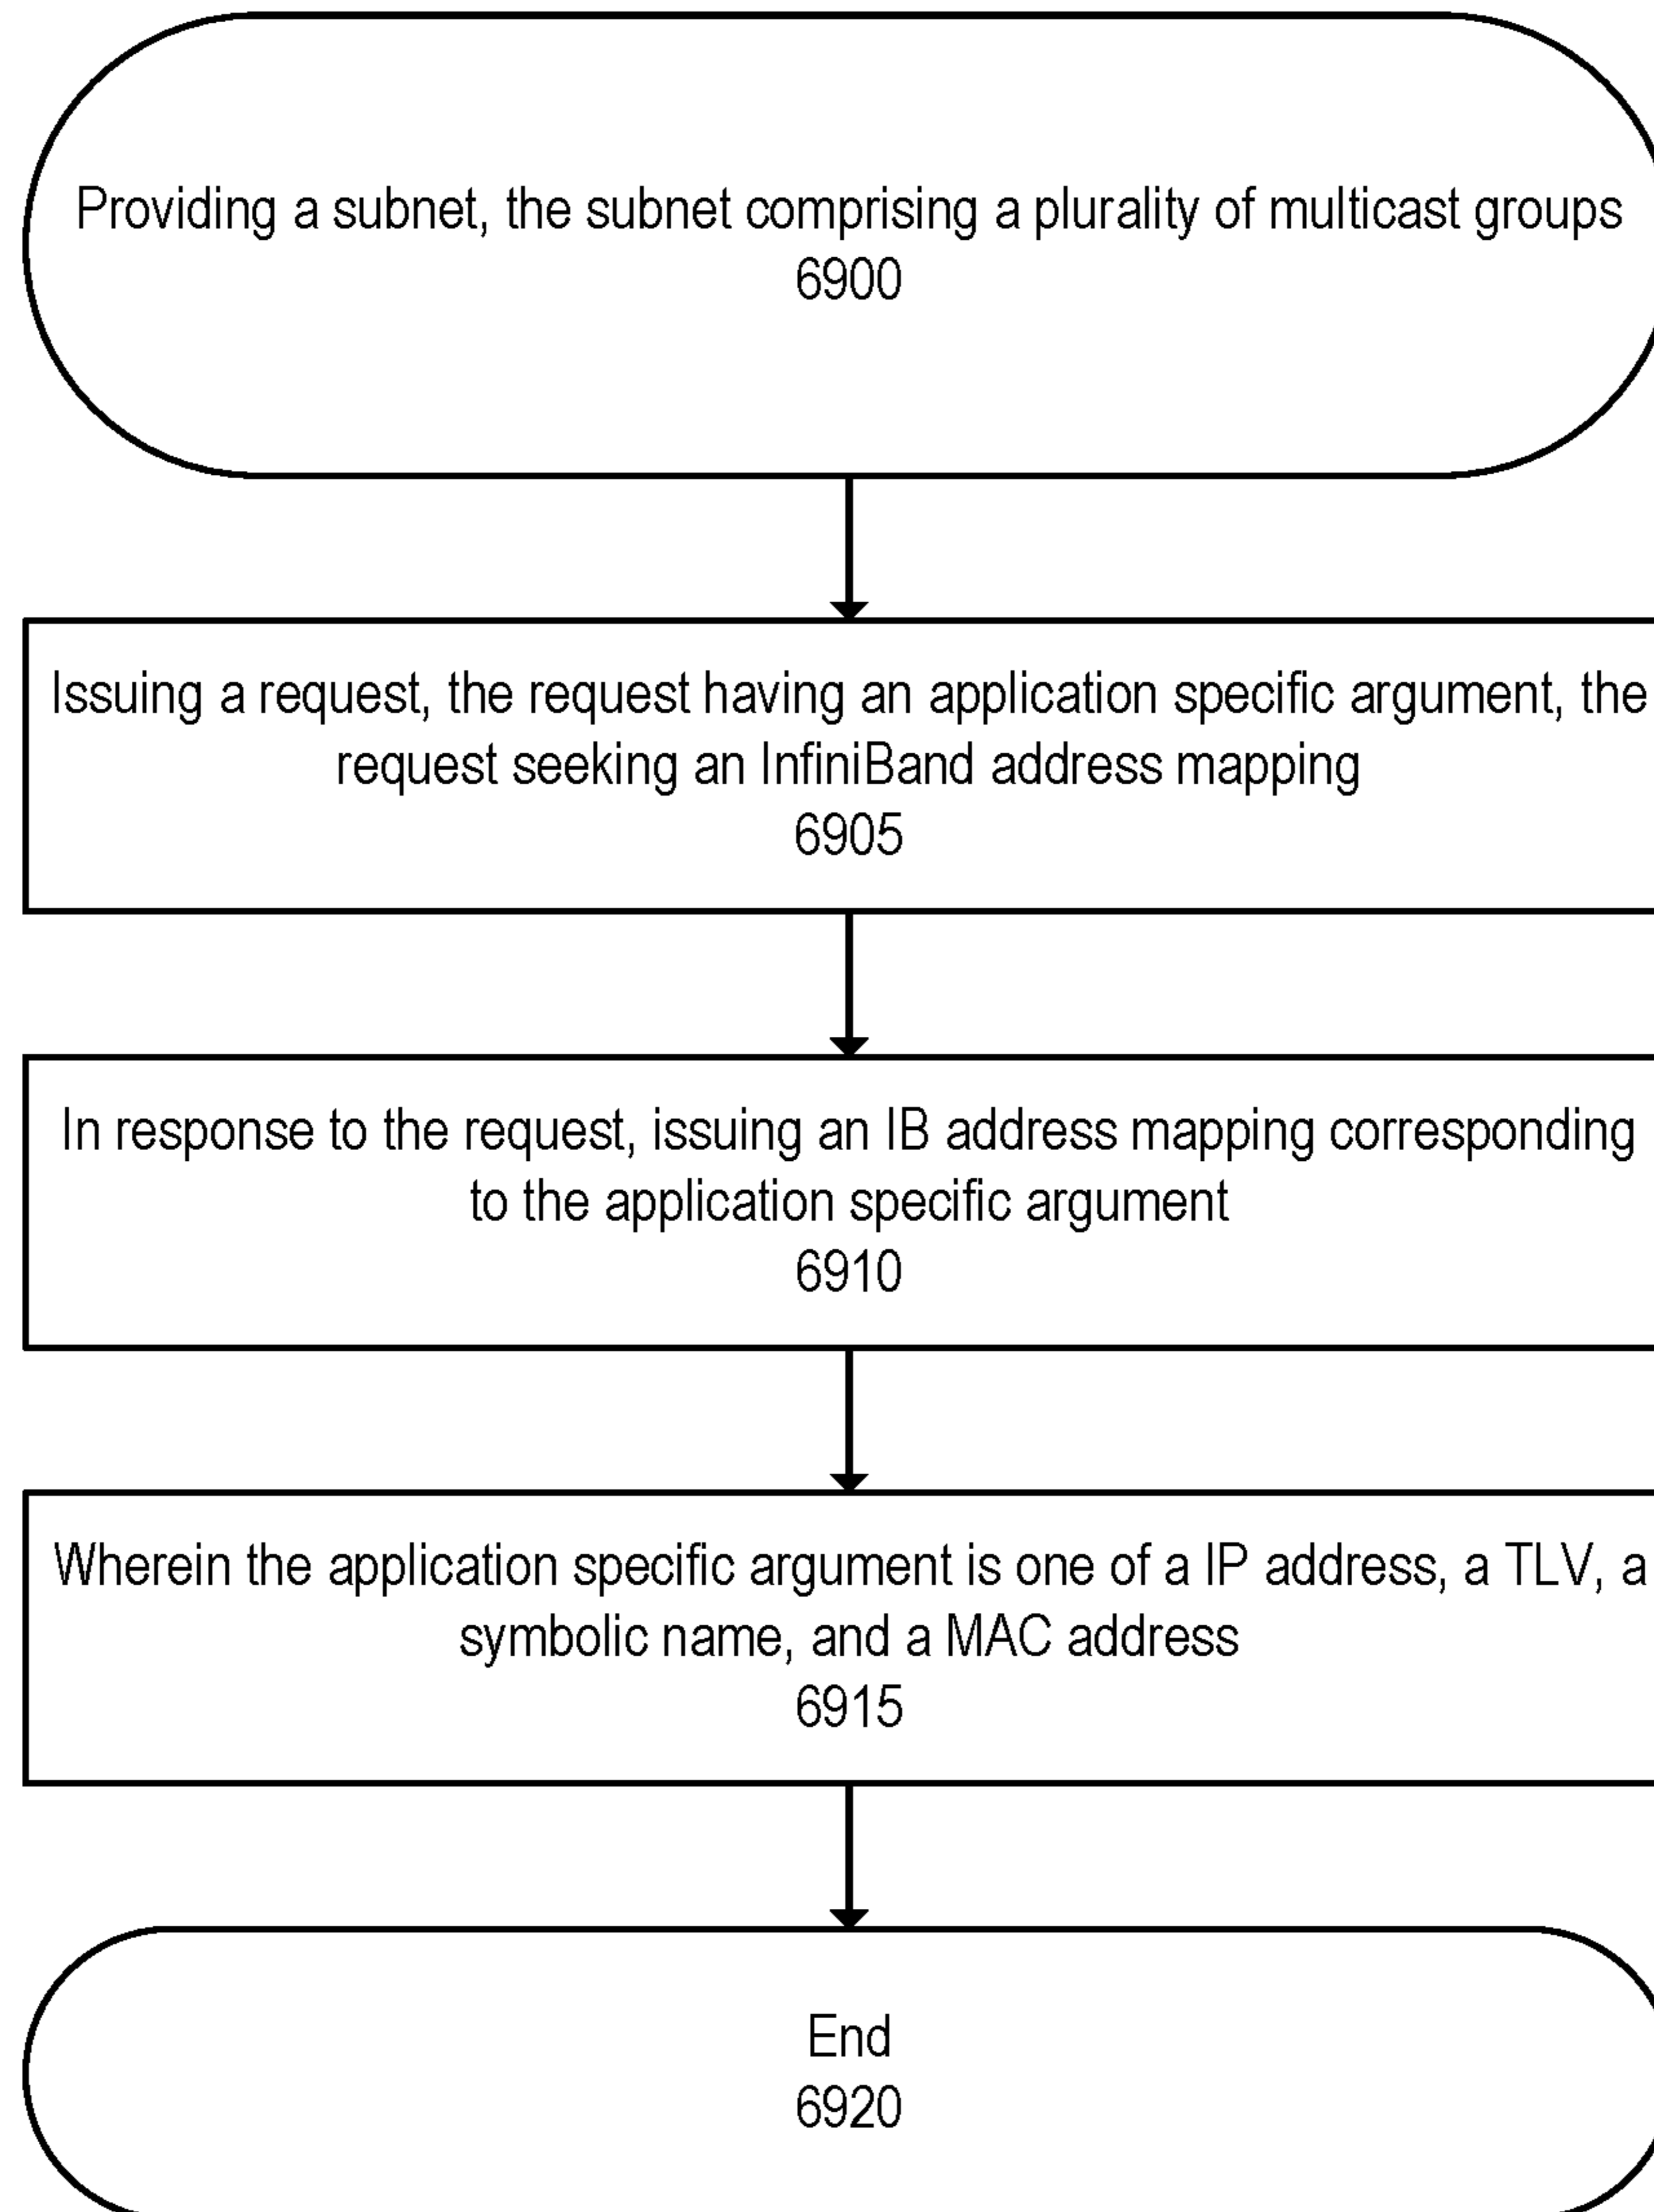 Providing a subnet, the subnet comprising a plurality of multicast groups
6900
Issuing a request, the request having an application specific argument, the
request seeking an InfiniBand address mapping
6905
In response to the request, issuing an IB address mapping corresponding
to the application specific argument
6910
Wherein the application specific argument is one of a IP address, a TLV, a
symbolic name, and a MAC address
6915
End
6920